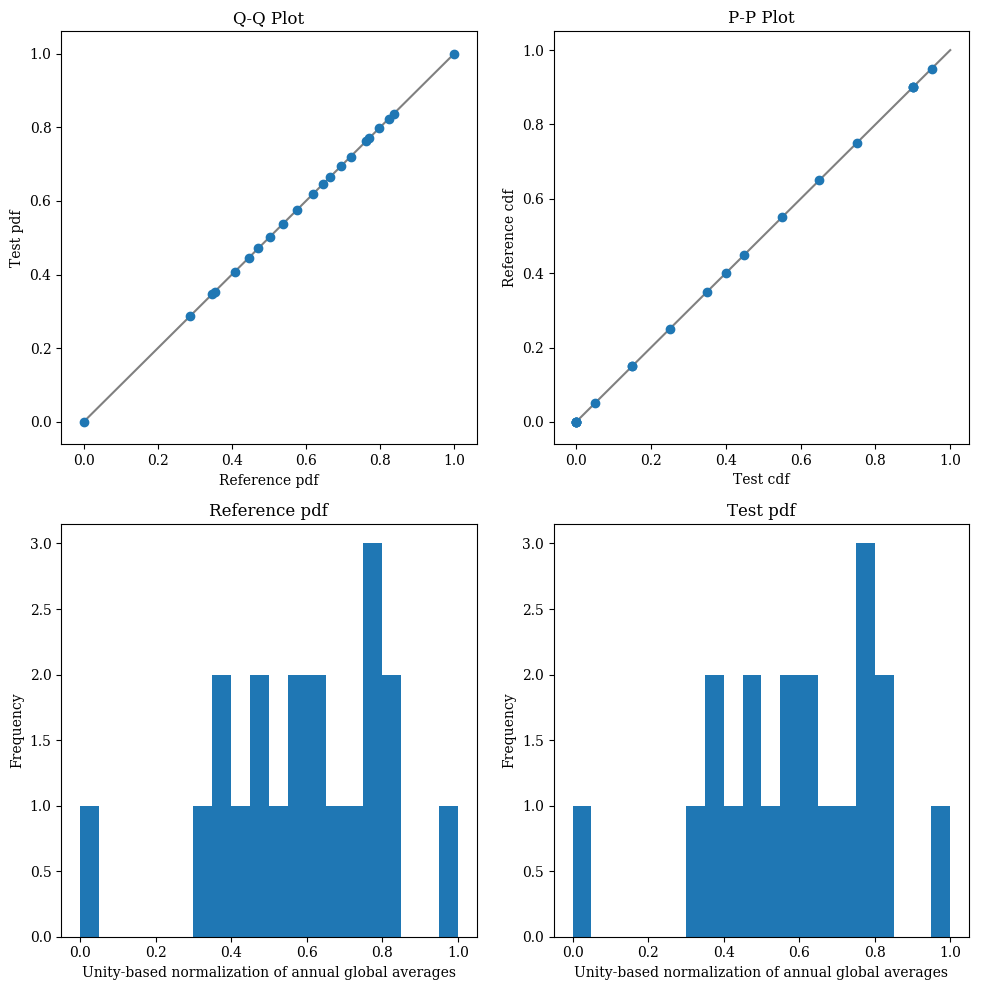 Q-Q Plot
1.0
0.8
0.6
0.4
0.2
0.0
Test pdf
0.0 0.2 0.4 0.6 0.8 1.0
Reference pdf
P-P Plot
1.0
0.8
0.6
0.4
0.2
0.0
Reference cdf
0.0 0.2 0.4 0.6 0.8 1.0
Test cdf
Reference pdf
3.0
2.5
2.0
1.5
1.0
0.5
0.0
Frequency
0.0 0.2 0.4 0.6 0.8 1.0
Unity-based normalization of annual global averages
Test pdf
3.0
2.5
2.0
1.5
1.0
0.5
0.0
Frequency
0.0 0.2 0.4 0.6 0.8 1.0
Unity-based normalization of annual global averages